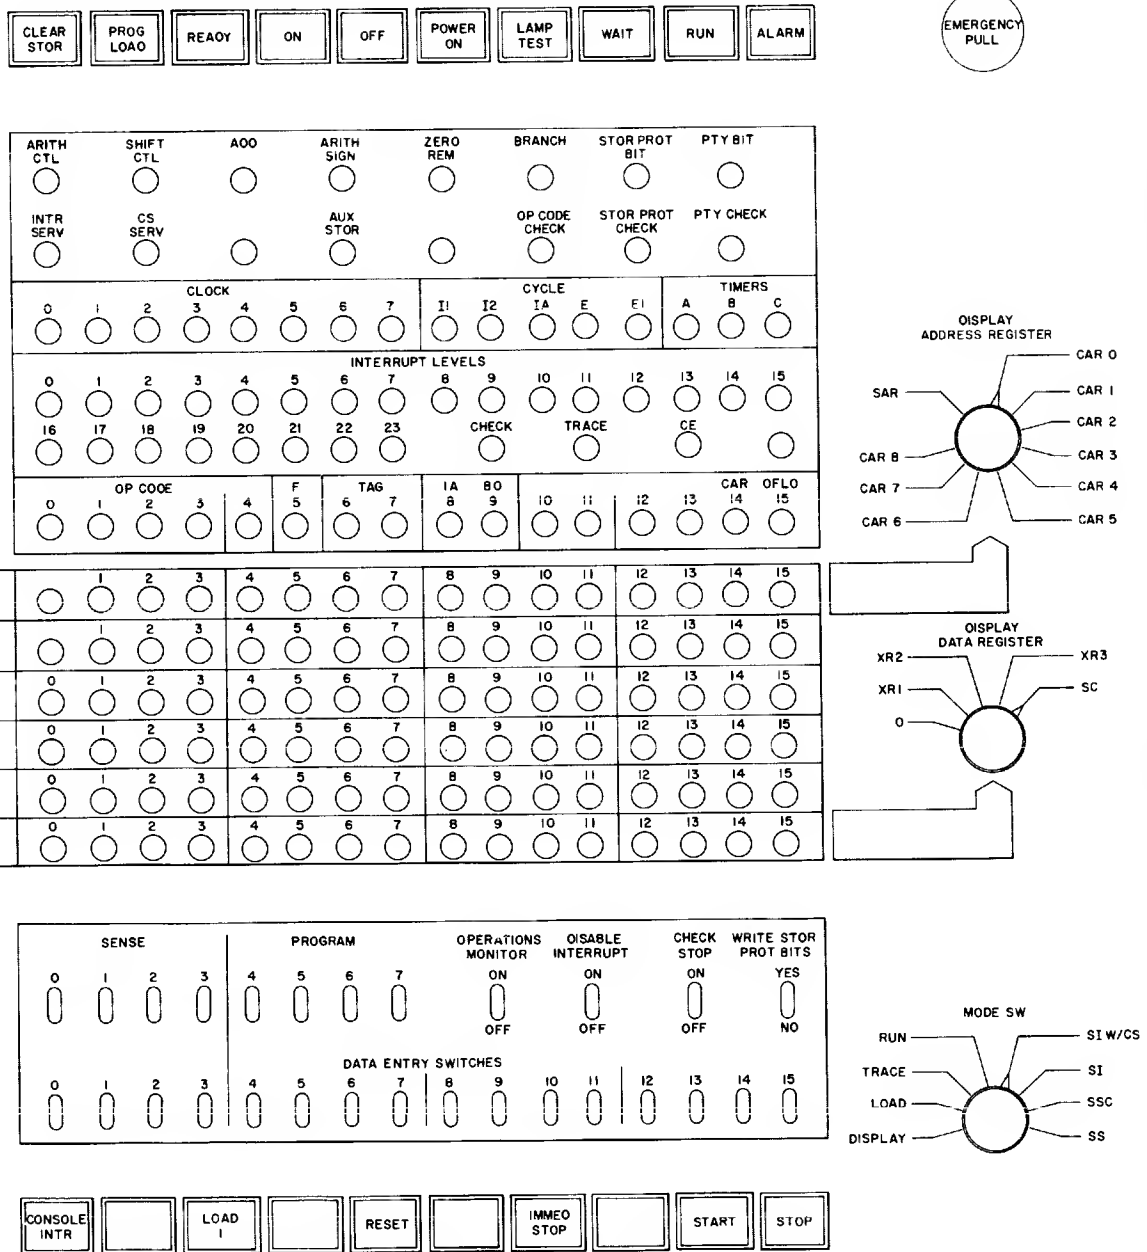 CLEAR STOR PROG LOAD READY ON OFF POWER ON LAMP TEST WAIT RUN ALARM
EMERGENCY PULL
ARITH CTL SHIFT CTL ADD ARITH SIGN ZERO REM BRANCH STOR PROT BIT PTY BIT
INTR SERV CS SERV AUX STOR OP CODE CHECK STOR PROT CHECK PTY CHECK
CLOCK CYCLE TIMERS
0 1 2 3 4 5 6 7 I1 I2 IA E E1 A B C
INTERRUPT LEVELS
0 1 2 3 4 5 6 7 8 9 10 11 12 13 14 15
16 17 18 19 20 21 22 23 CHECK TRACE CE
OP CODE F TAG IA BO CAR OFLO
0 1 2 3 4 5 6 7 8 9 10 11 12 13 14 15
1 2 3 4 5 6 7 8 9 10 11 12 13 14 15
1 2 3 4 5 6 7 8 9 10 11 12 13 14 15
0 1 2 3 4 5 6 7 8 9 10 11 12 13 14 15
0 1 2 3 4 5 6 7 8 9 10 11 12 13 14 15
0 1 2 3 4 5 6 7 8 9 10 11 12 13 14 15
0 1 2 3 4 5 6 7 8 9 10 11 12 13 14 15
DISPLAY
ADDRESS REGISTER
CAR 0
SAR CAR 1
CAR 2
CAR 8 CAR 3
CAR 7 CAR 4
CAR 6 CAR 5
DISPLAY
DATA REGISTER
XR2 XR3
XR1 SC
0
SENSE PROGRAM OPERATIONS MONITOR DISABLE INTERRUPT CHECK STOP WRITE STOR PROT BITS
0 1 2 3 4 5 6 7 ON ON ON YES
OFF OFF OFF NO
DATA ENTRY SWITCHES
0 1 2 3 4 5 6 7 8 9 10 11 12 13 14 15
MODE SW
RUN SI W/CS
TRACE SI
LOAD SSC
DISPLAY SS
CONSOLE INTR LOAD I RESET IMMED STOP START STOP